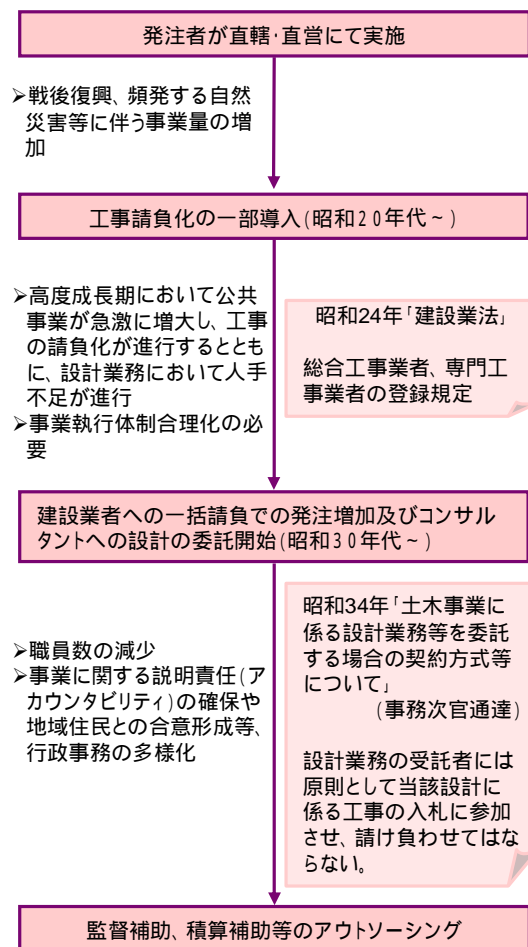 発注者が直轄･直営にて実施
➢戦後復興、頻発する自然
災害等に伴う事業量の増
加
工事請負化の一部導入(昭和２０年代～)
➢高度成長期において公共
事業が急激に増大し、工事
の請負化が進行するととも
に、設計業務において人手
不足が進行
➢事業執行体制合理化の必
要
昭和24年｢建設業法｣
総合工事業者、専門工
事業者の登録規定
建設業者への一括請負での発注増加及びコンサル
タントへの設計の委託開始(昭和３０年代～)
➢職員数の減少
➢事業に関する説明責任(ア
カウンタビリティ)の確保や
地域住民との合意形成等、
行政事務の多様化
昭和34年｢土木事業に
係る設計業務等を委託
する場合の契約方式等
について｣
(事務次官通達)
設計業務の受託者には
原則として当該設計に
係る工事の入札に参加
させ、請け負わせてはな
らない。
監督補助、積算補助等のアウトソーシング